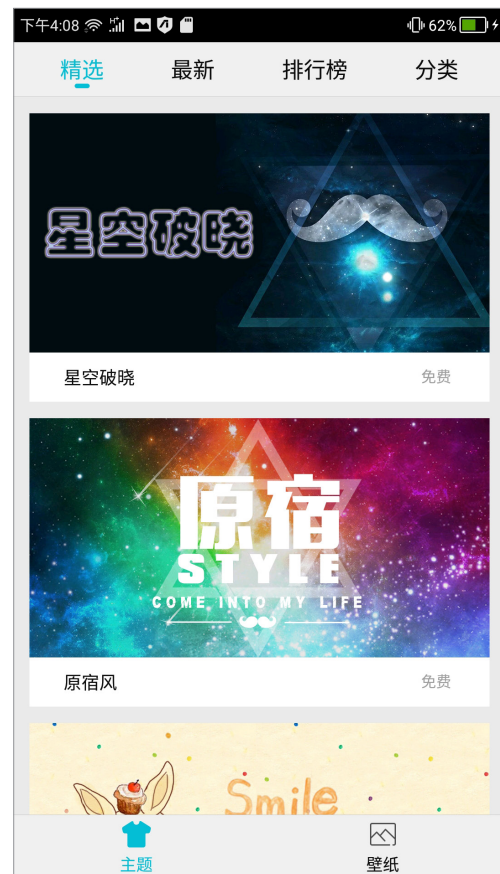 下午4:08 62%
精选 最新 排行榜 分类
星空破晓
星空破晓 免费
原宿
STYLE
COME INTO MY LIFE
原宿风 免费
Smile
主题 壁纸